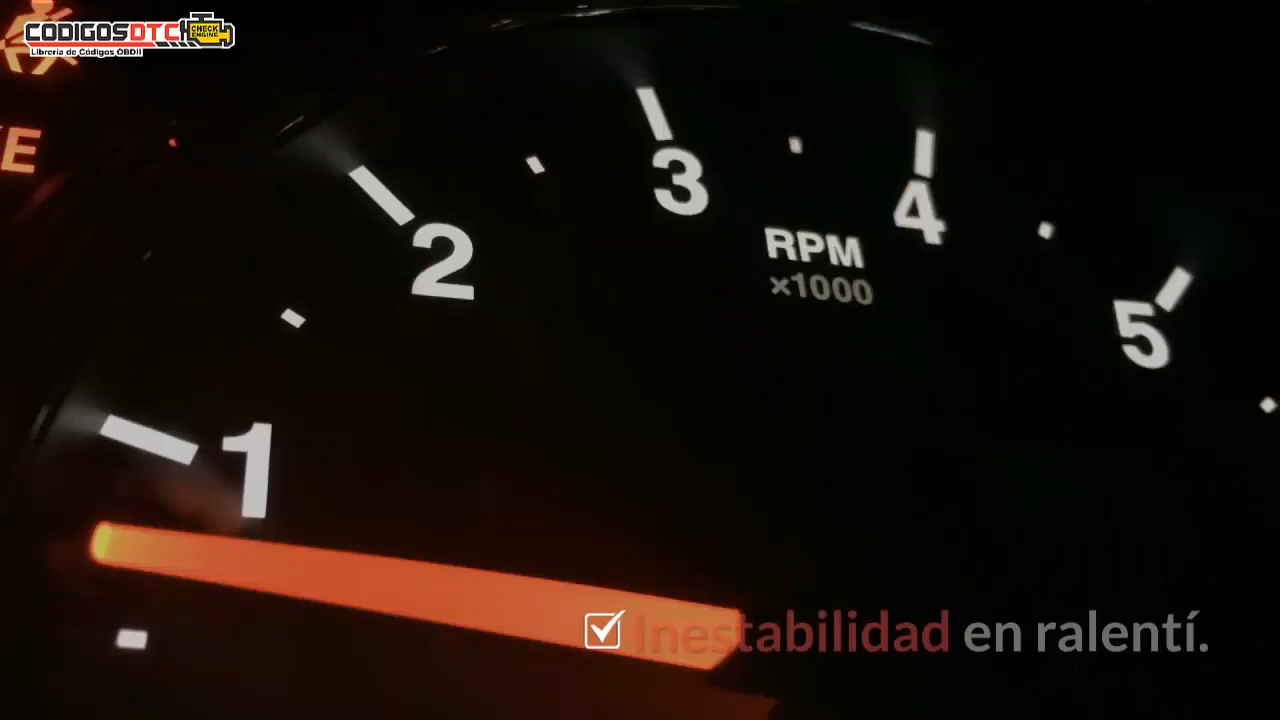 CODIGOSDTC
CHECK
ENGINE
Librería de Códigos OBDII
E
3
4
2
RPM
×1000
5
1
Inestabilidad en ralentí.